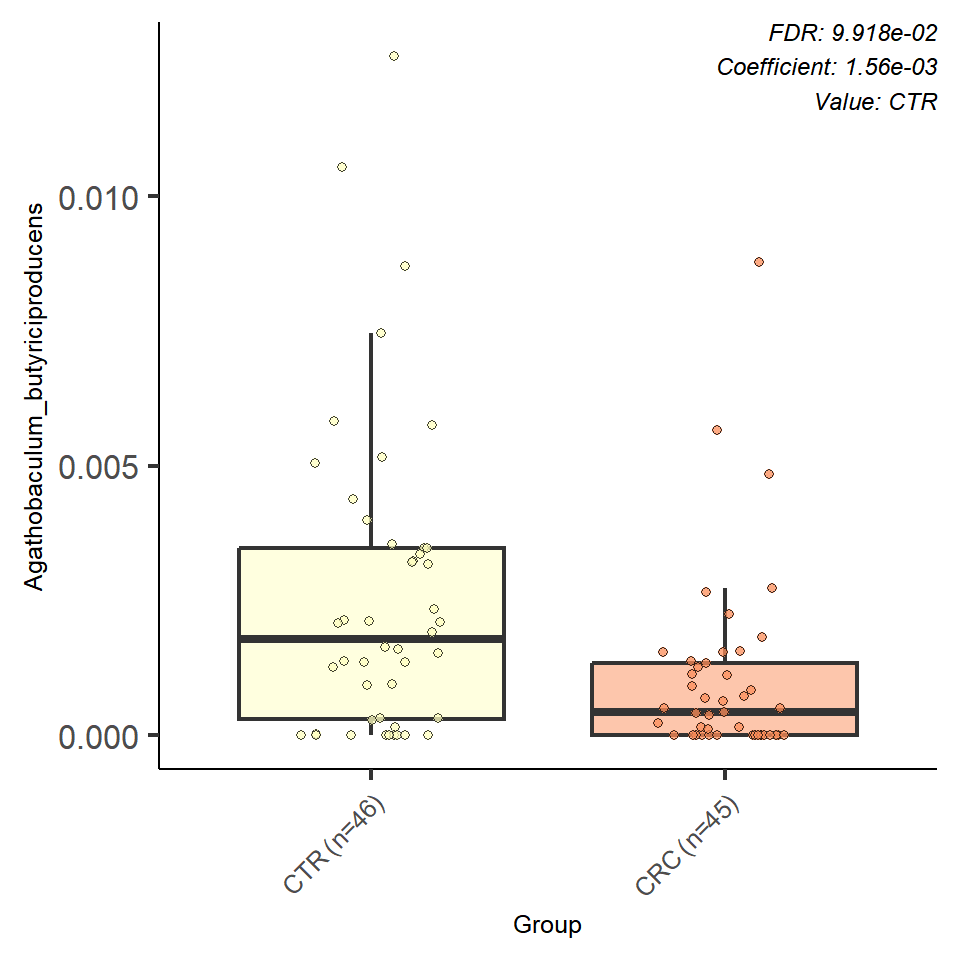 FDR: 9.918e-02
Coefficient: 1.56e-03
Value: CTR
Agathobaculum_butyriciproducens
0.010
0.005
0.000
CTR (n=46)
CRC (n=45)
Group